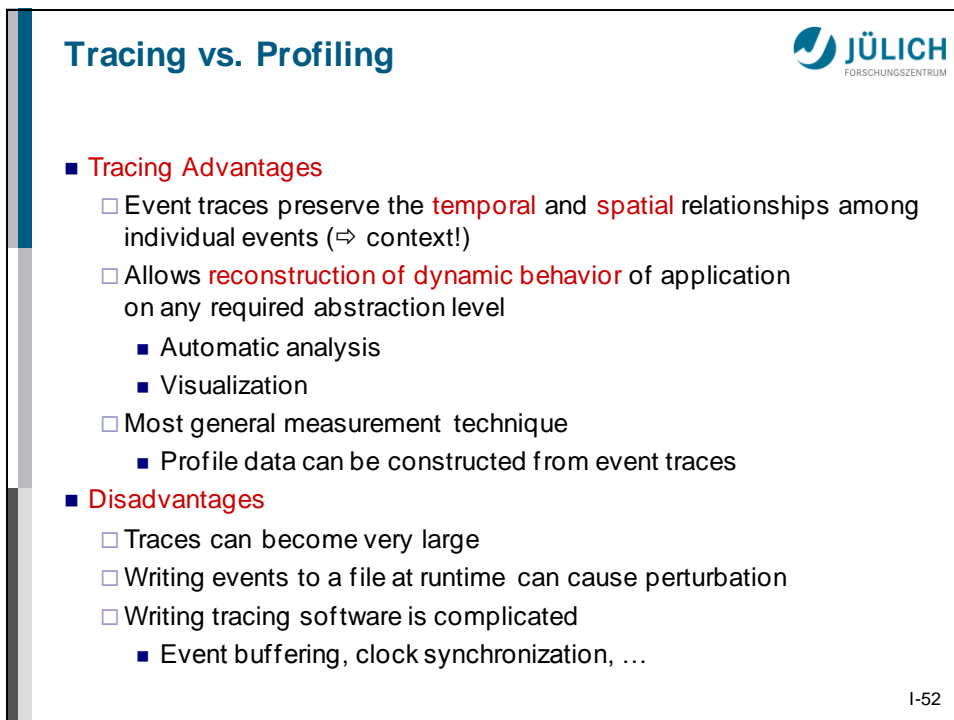 Tracing vs. Profiling
JÜLICH
FORSCHUNGSZENTRUM
■ Tracing Advantages
□ Event traces preserve the temporal and spatial relationships among
individual events (⇨ context!)
□ Allows reconstruction of dynamic behavior of application
on any required abstraction level
■ Automatic analysis
■ Visualization
□ Most general measurement technique
■ Profile data can be constructed from event traces
■ Disadvantages
□ Traces can become very large
□ Writing events to a file at runtime can cause perturbation
□ Writing tracing software is complicated
■ Event buffering, clock synchronization, …
I-52